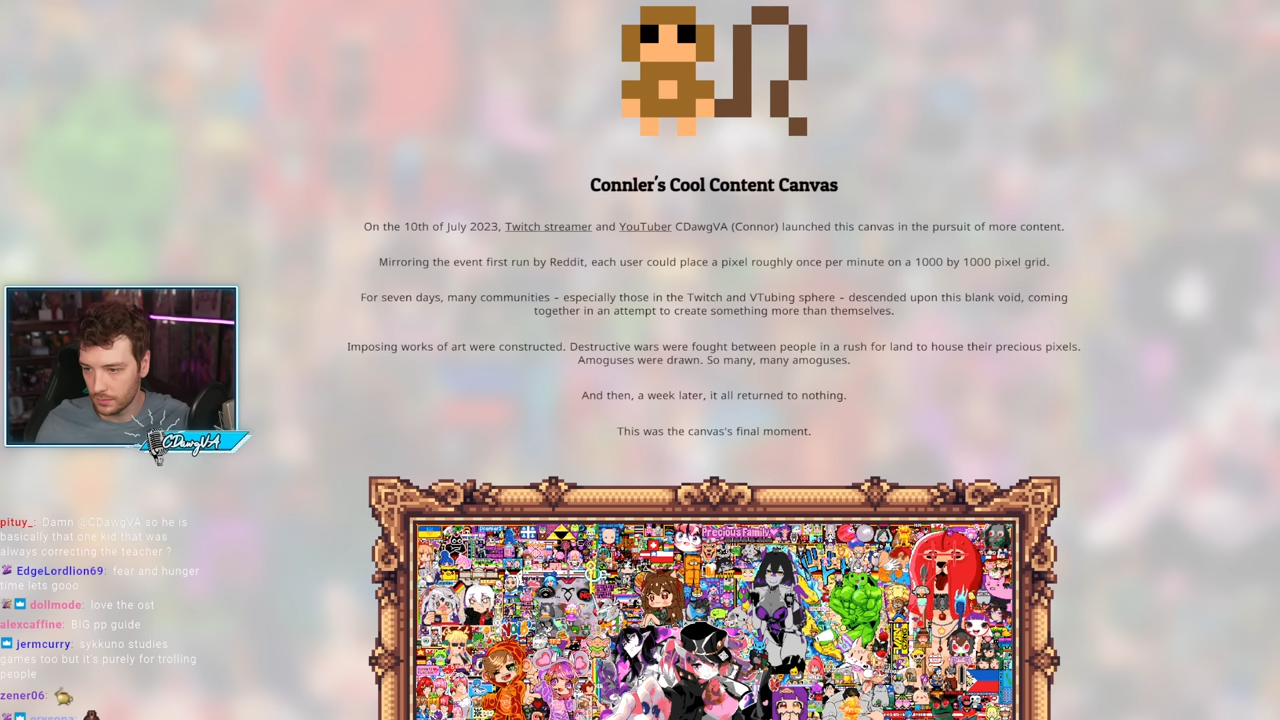 Connler's Cool Content Canvas
On the 10th of July 2023, Twitch streamer and YouTuber CDawgVA (Connor) launched this canvas in the pursuit of more content.
Mirroring the event first run by Reddit, each user could place a pixel roughly once per minute on a 1000 by 1000 pixel grid.
For seven days, many communities - especially those in the Twitch and VTubing sphere - descended upon this blank void, coming
together in an attempt to create something more than themselves.
Imposing works of art were constructed. Destructive wars were fought between people in a rush for land to house their precious pixels.
Amoguses were drawn. So many, many amoguses.
And then, a week later, it all returned to nothing.
This was the canvas's final moment.
CDawgVA
pituy_: Damn @CDawgVA so he is
basically that one kid that was
always correcting the teacher ?
EdgeLordlion69: fear and hunger
time lets gooo
dollmode: love the ost
alexcaffine: BIG pp guide
jermcurry: sykkuno studies
games too but it's purely for trolling
people
zener06:
Precious Family